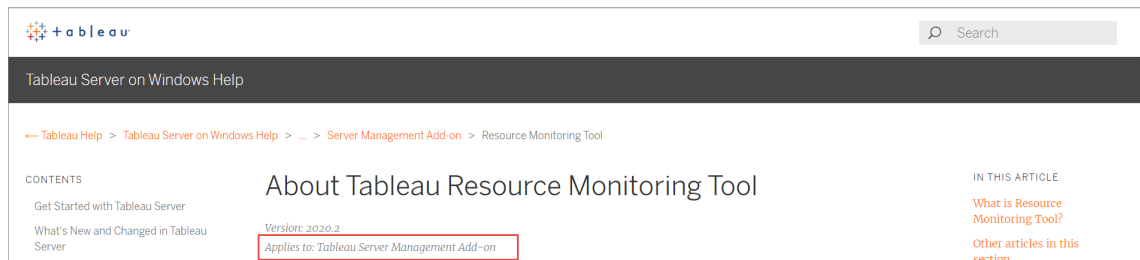 + a b | e a u
Search
Tableau Server on Windows Help
← Tableau Help > Tableau Server on Windows Help > ... > Server Management Add-on > Resource Monitoring Tool
CONTENTS
Get Started with Tableau Server
What's New and Changed in Tableau
Server
About Tableau Resource Monitoring Tool
Version: 2020.2
Applies to: Tableau Server Management Add-on
IN THIS ARTICLE
What is Resource
Monitoring Tool?
Other articles in this
section